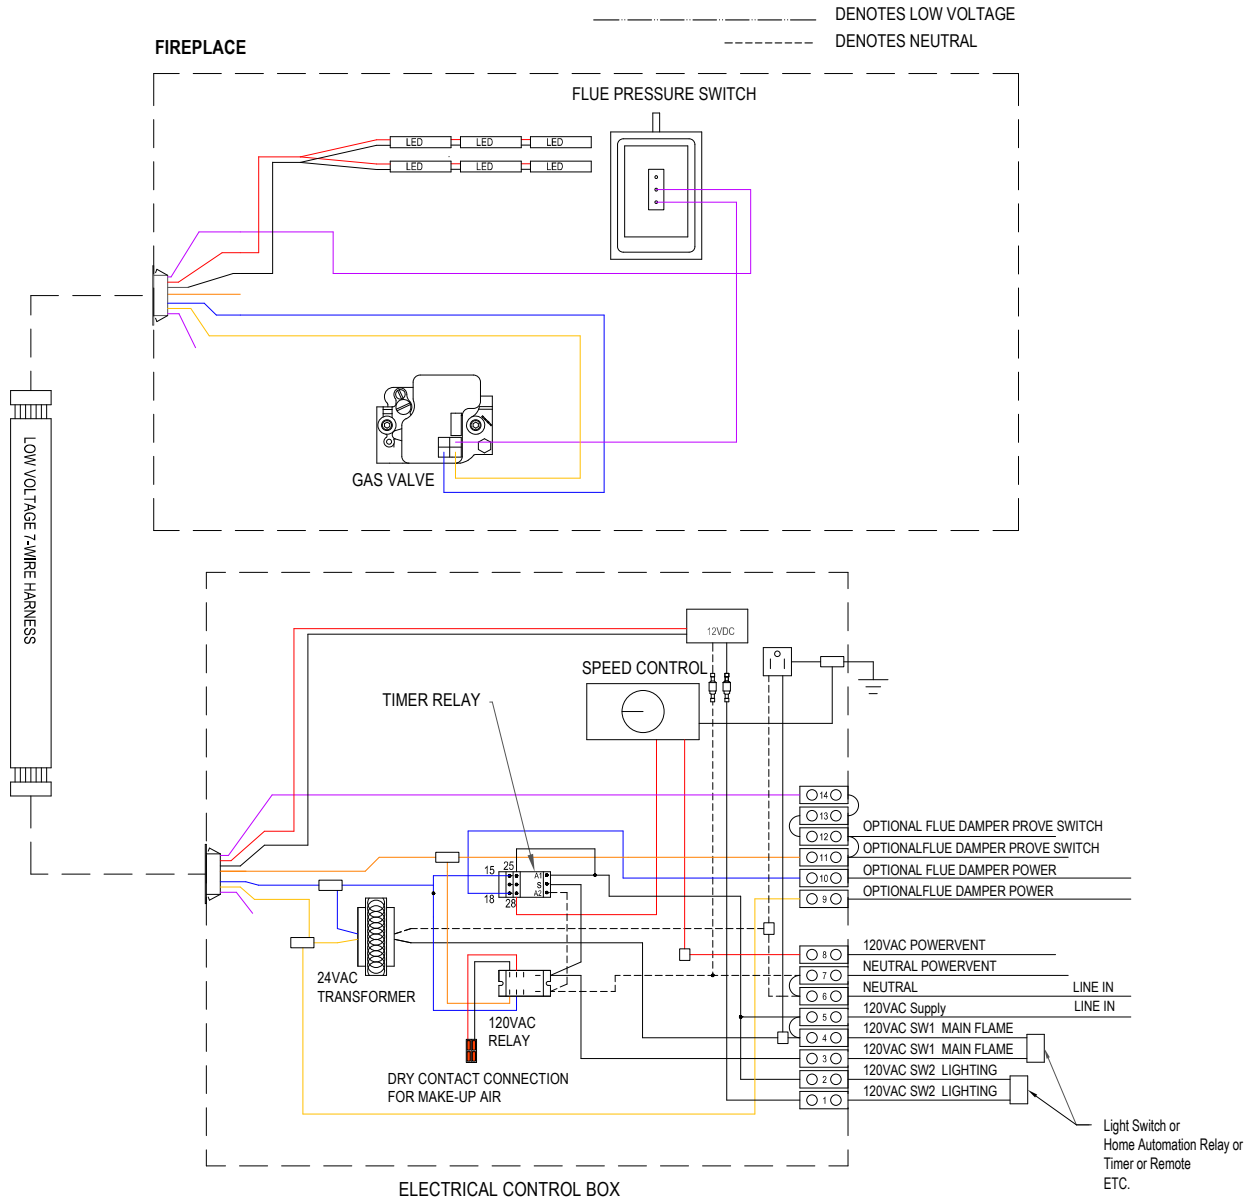 DENOTES LOW VOLTAGE
DENOTES NEUTRAL
FIREPLACE
FLUE PRESSURE SWITCH
LED LED LED
LED LED LED
GAS VALVE
LOW VOLTAGE 7-WIRE HARNESS
12VDC
SPEED CONTROL
TIMER RELAY
14
13
12 OPTIONAL FLUE DAMPER PROVE SWITCH
11 OPTIONALFLUE DAMPER PROVE SWITCH
10 OPTIONAL FLUE DAMPER POWER
9 OPTIONALFLUE DAMPER POWER
15 25 A1
S
18 28 A2
8 120VAC POWERVENT
7 NEUTRAL POWERVENT
6 NEUTRAL LINE IN
5 120VAC Supply LINE IN
4 120VAC SW1 MAIN FLAME
3 120VAC SW1 MAIN FLAME
2 120VAC SW2 LIGHTING
1 120VAC SW2 LIGHTING
24VAC
TRANSFORMER
120VAC
RELAY
DRY CONTACT CONNECTION
FOR MAKE-UP AIR
Light Switch or
Home Automation Relay or
Timer or Remote
ETC.
ELECTRICAL CONTROL BOX